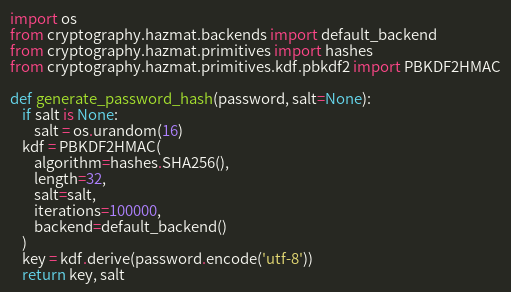 import os
from cryptography.hazmat.backends import default_backend
from cryptography.hazmat.primitives import hashes
from cryptography.hazmat.primitives.kdf.pbkdf2 import PBKDF2HMAC

def generate_password_hash(password, salt=None):
    if salt is None:
        salt = os.urandom(16)
    kdf = PBKDF2HMAC(
        algorithm=hashes.SHA256(),
        length=32,
        salt=salt,
        iterations=100000,
        backend=default_backend()
    )
    key = kdf.derive(password.encode('utf-8'))
    return key, salt